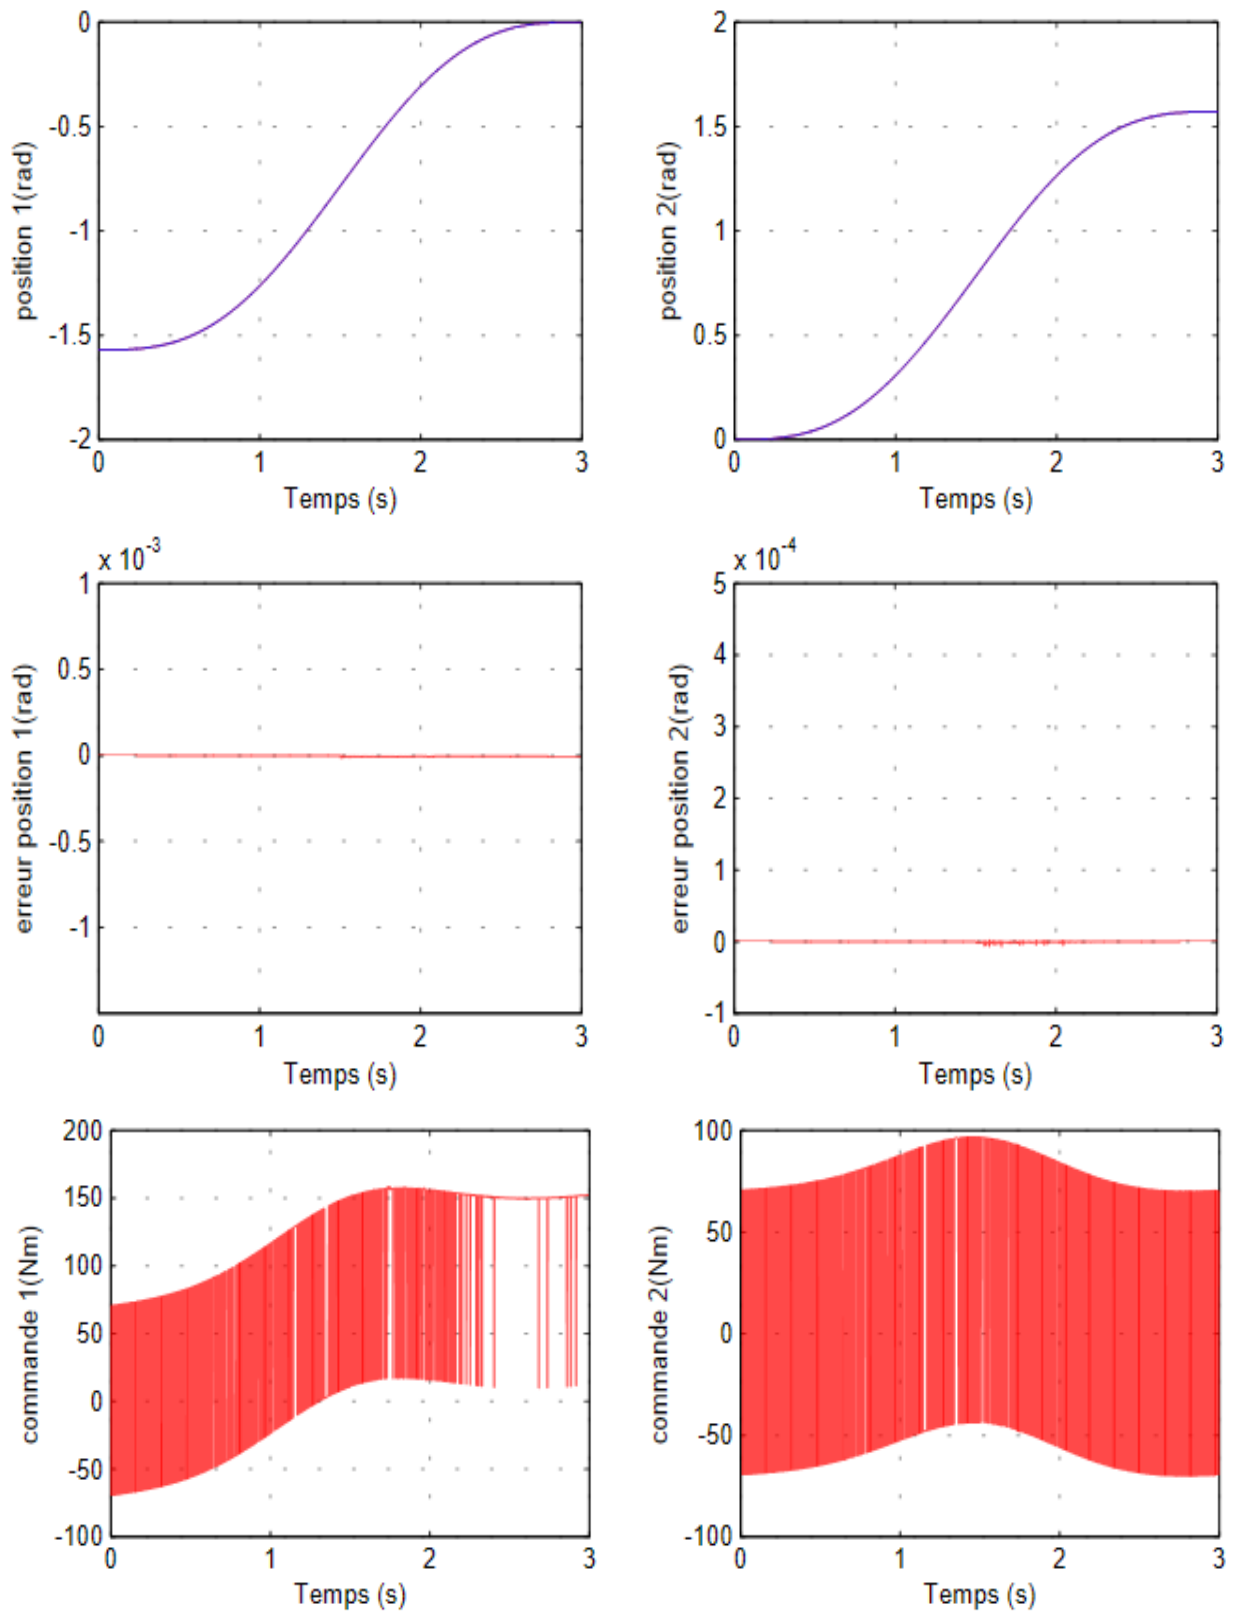 0
-0.5
-1
-1.5
-2
position 1(rad)
0 1 2 3
Temps (s)
2
1.5
1
0.5
0
position 2(rad)
0 1 2 3
Temps (s)
x 10-3
1
0.5
0
-0.5
-1
erreur position 1(rad)
0 1 2 3
Temps (s)
x 10-4
5
4
3
2
1
0
-1
erreur position 2(rad)
0 1 2 3
Temps (s)
200
150
100
50
0
-50
-100
commande 1(Nm)
0 1 2 3
Temps (s)
100
50
0
-50
-100
commande 2(Nm)
0 1 2 3
Temps (s)